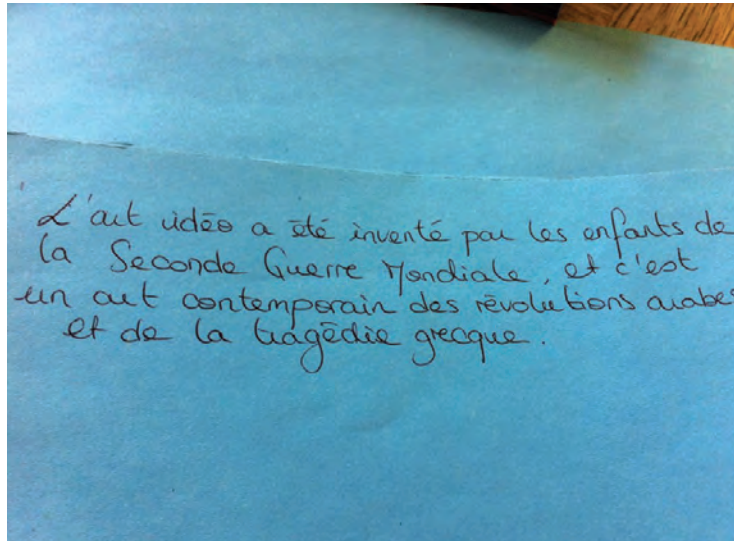 L'art vidéo a été inventé par les enfants de
la Seconde Guerre Mondiale, et c'est
un art contemporain des révolutions arabes
et de la tragédie grecque.